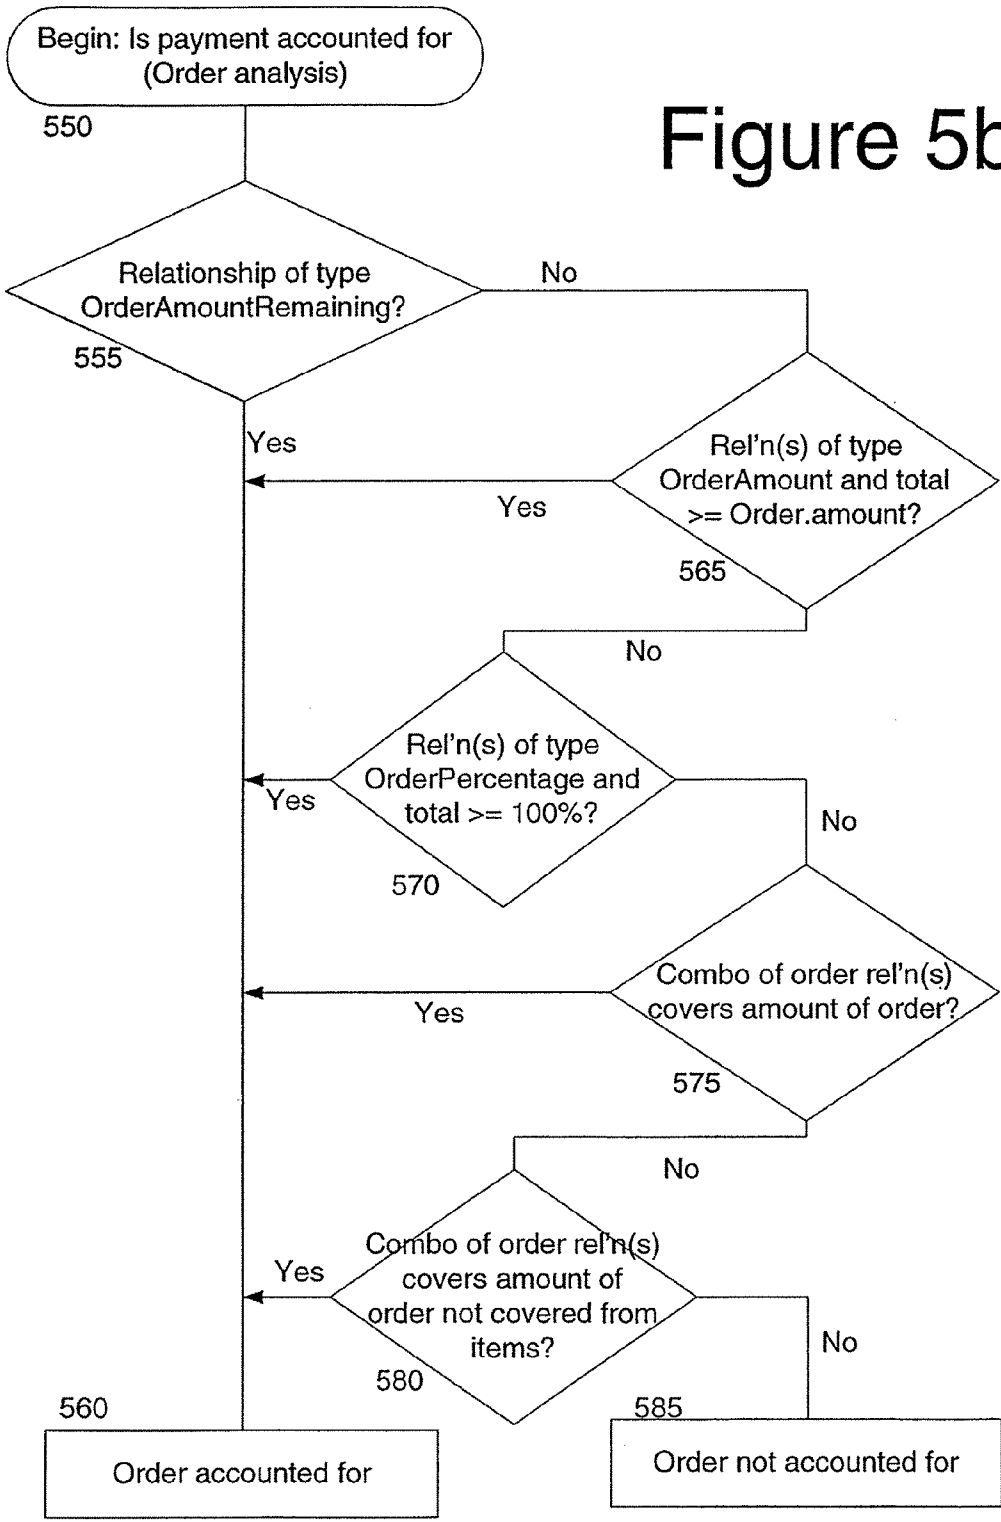 Begin: Is payment accounted for
(Order analysis)
550
Figure 5b
Relationship of type
OrderAmountRemaining?
555
No
Yes
Rel'n(s) of type
OrderAmount and total
>= Order.amount?
565
Yes
No
Rel'n(s) of type
OrderPercentage and
total >= 100%?
570
Yes
No
Combo of order rel'n(s)
covers amount of order?
575
Yes
No
Combo of order rel'n(s)
covers amount of
order not covered from
items?
580
Yes
No
560
Order accounted for
585
Order not accounted for